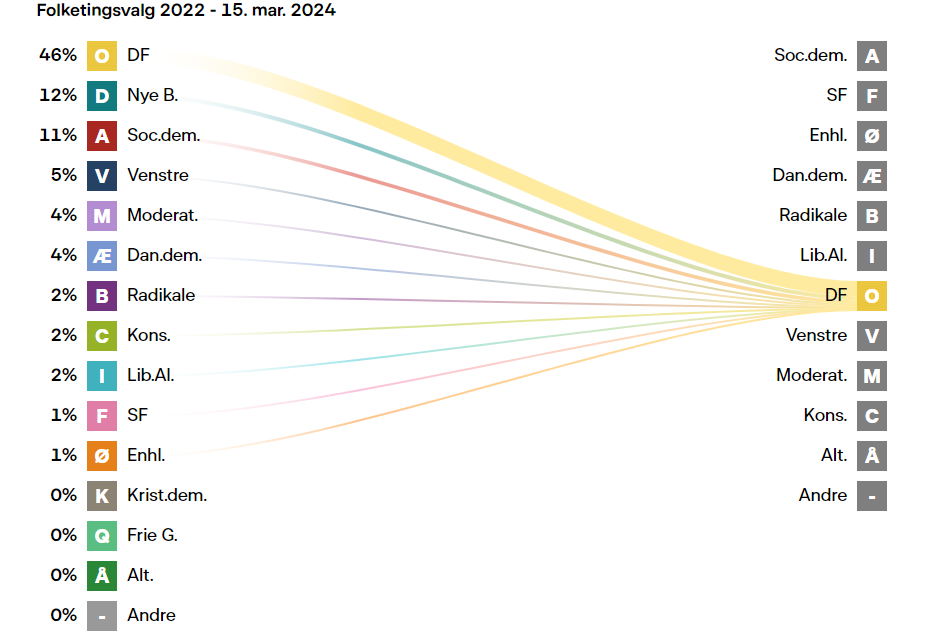 Folketingsvalg 2022 - 15. mar. 2024
46% O DF
12% D Nye B.
11% A Soc.dem.
5% V Venstre
4% M Moderat.
4% Æ Dan.dem.
2% B Radikale
2% C Kons.
2% I Lib.Al.
1% F SF
1% Ø Enhl.
0% K Krist.dem.
0% Q Frie G.
0% Å Alt.
0% - Andre
Soc.dem. A
SF F
Enhl. Ø
Dan.dem. Æ
Radikale B
Lib.Al. I
DF O
Venstre V
Moderat. M
Kons. C
Alt. Å
Andre -